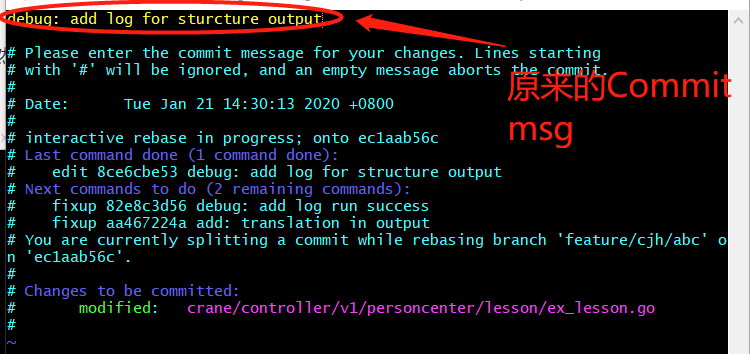 debug: add log for sturcture output
# Please enter the commit message for your changes. Lines starting
# with '#' will be ignored, and an empty message aborts the commit.
#
# Date:      Tue Jan 21 14:30:13 2020 +0800
#
# interactive rebase in progress; onto ec1aab56c
# Last command done (1 command done):
#    edit 8ce6cbe53 debug: add log for structure output
# Next commands to do (2 remaining commands):
#    fixup 82e8c3d56 debug: add log run success
#    fixup aa467224a add: translation in output
# You are currently splitting a commit while rebasing branch 'feature/cjh/abc' o
n 'ec1aab56c'.
#
# Changes to be committed:
#       modified:   crane/controller/v1/personcenter/lesson/ex_lesson.go
#
~
原来的Commit
msg